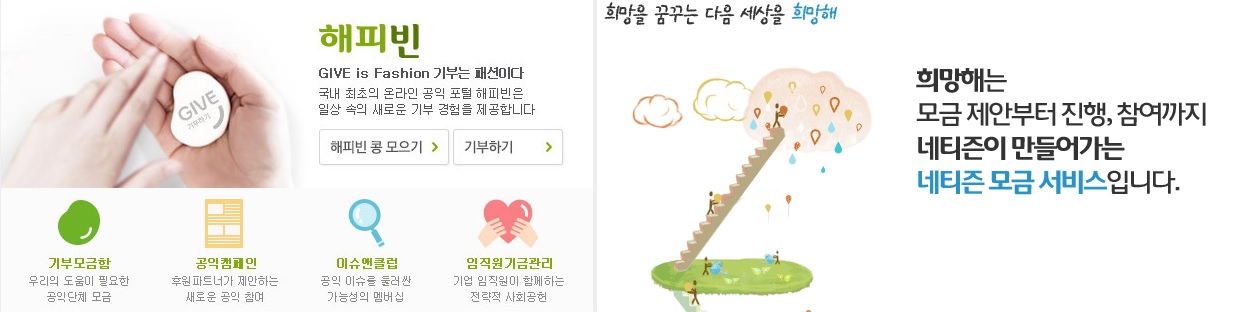 해피빈
GIVE is Fashion 기부는 패션이다
국내 최초의 온라인 공익 포털 해피빈은
일상 속의 새로운 기부 경험을 제공합니다
GIVE
기부하기
해피빈 콩 모으기
기부하기
기부모금함
우리의 도움이 필요한
공익단체 모금
공익캠페인
후원파트너가 제안하는
새로운 공익 참여
이슈앤클럽
공익 이슈를 둘러싼
가능성의 멤버십
임직원기금관리
기업 임직원이 함께하는
전략적 사회공헌
희망을 꿈꾸는 다음 세상을 희망해
희망해는
모금 제안부터 진행, 참여까지
네티즌이 만들어가는
네티즌 모금 서비스입니다.